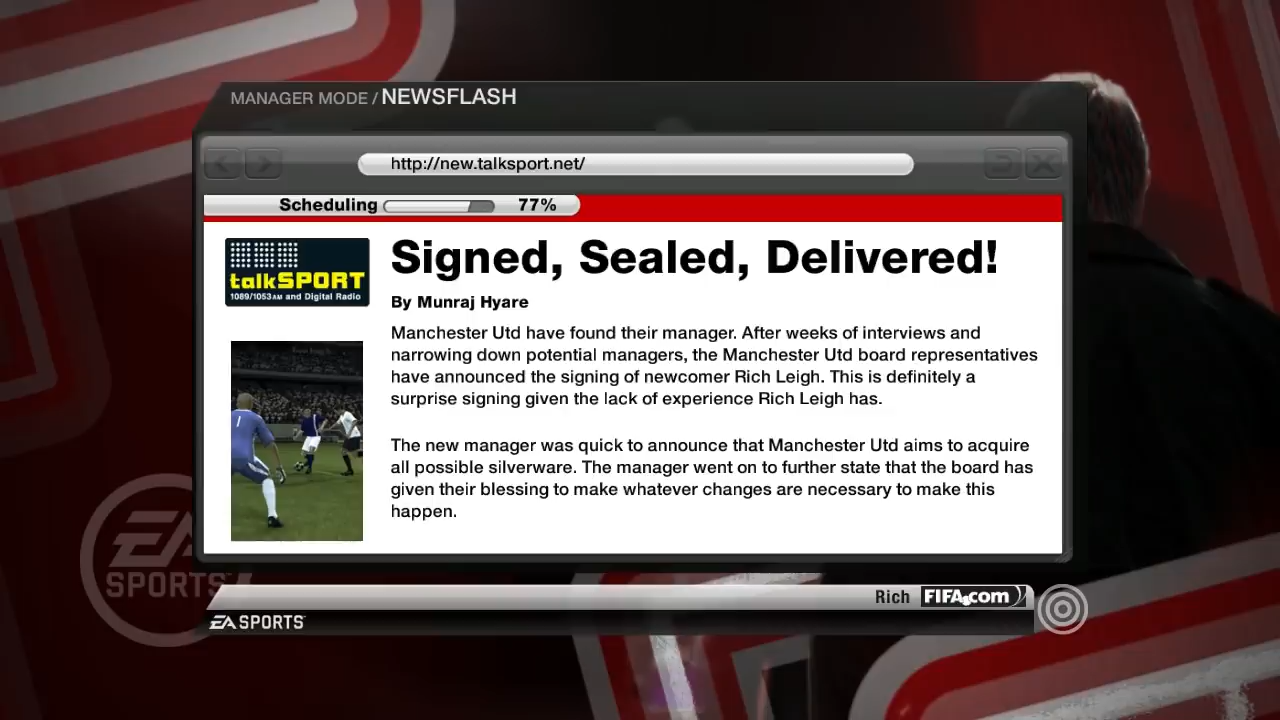 MANAGER MODE / NEWSFLASH
http://new.talksport.net/
Scheduling 77%
talkSPORT
1089/1053AM and Digital Radio
Signed, Sealed, Delivered!
By Munraj Hyare
Manchester Utd have found their manager. After weeks of interviews and
narrowing down potential managers, the Manchester Utd board representatives
have announced the signing of newcomer Rich Leigh. This is definitely a
surprise signing given the lack of experience Rich Leigh has.
The new manager was quick to announce that Manchester Utd aims to acquire
all possible silverware. The manager went on to further state that the board has
given their blessing to make whatever changes are necessary to make this
happen.
1
EA
SPORTS
Rich FIFA.com
EA SPORTS